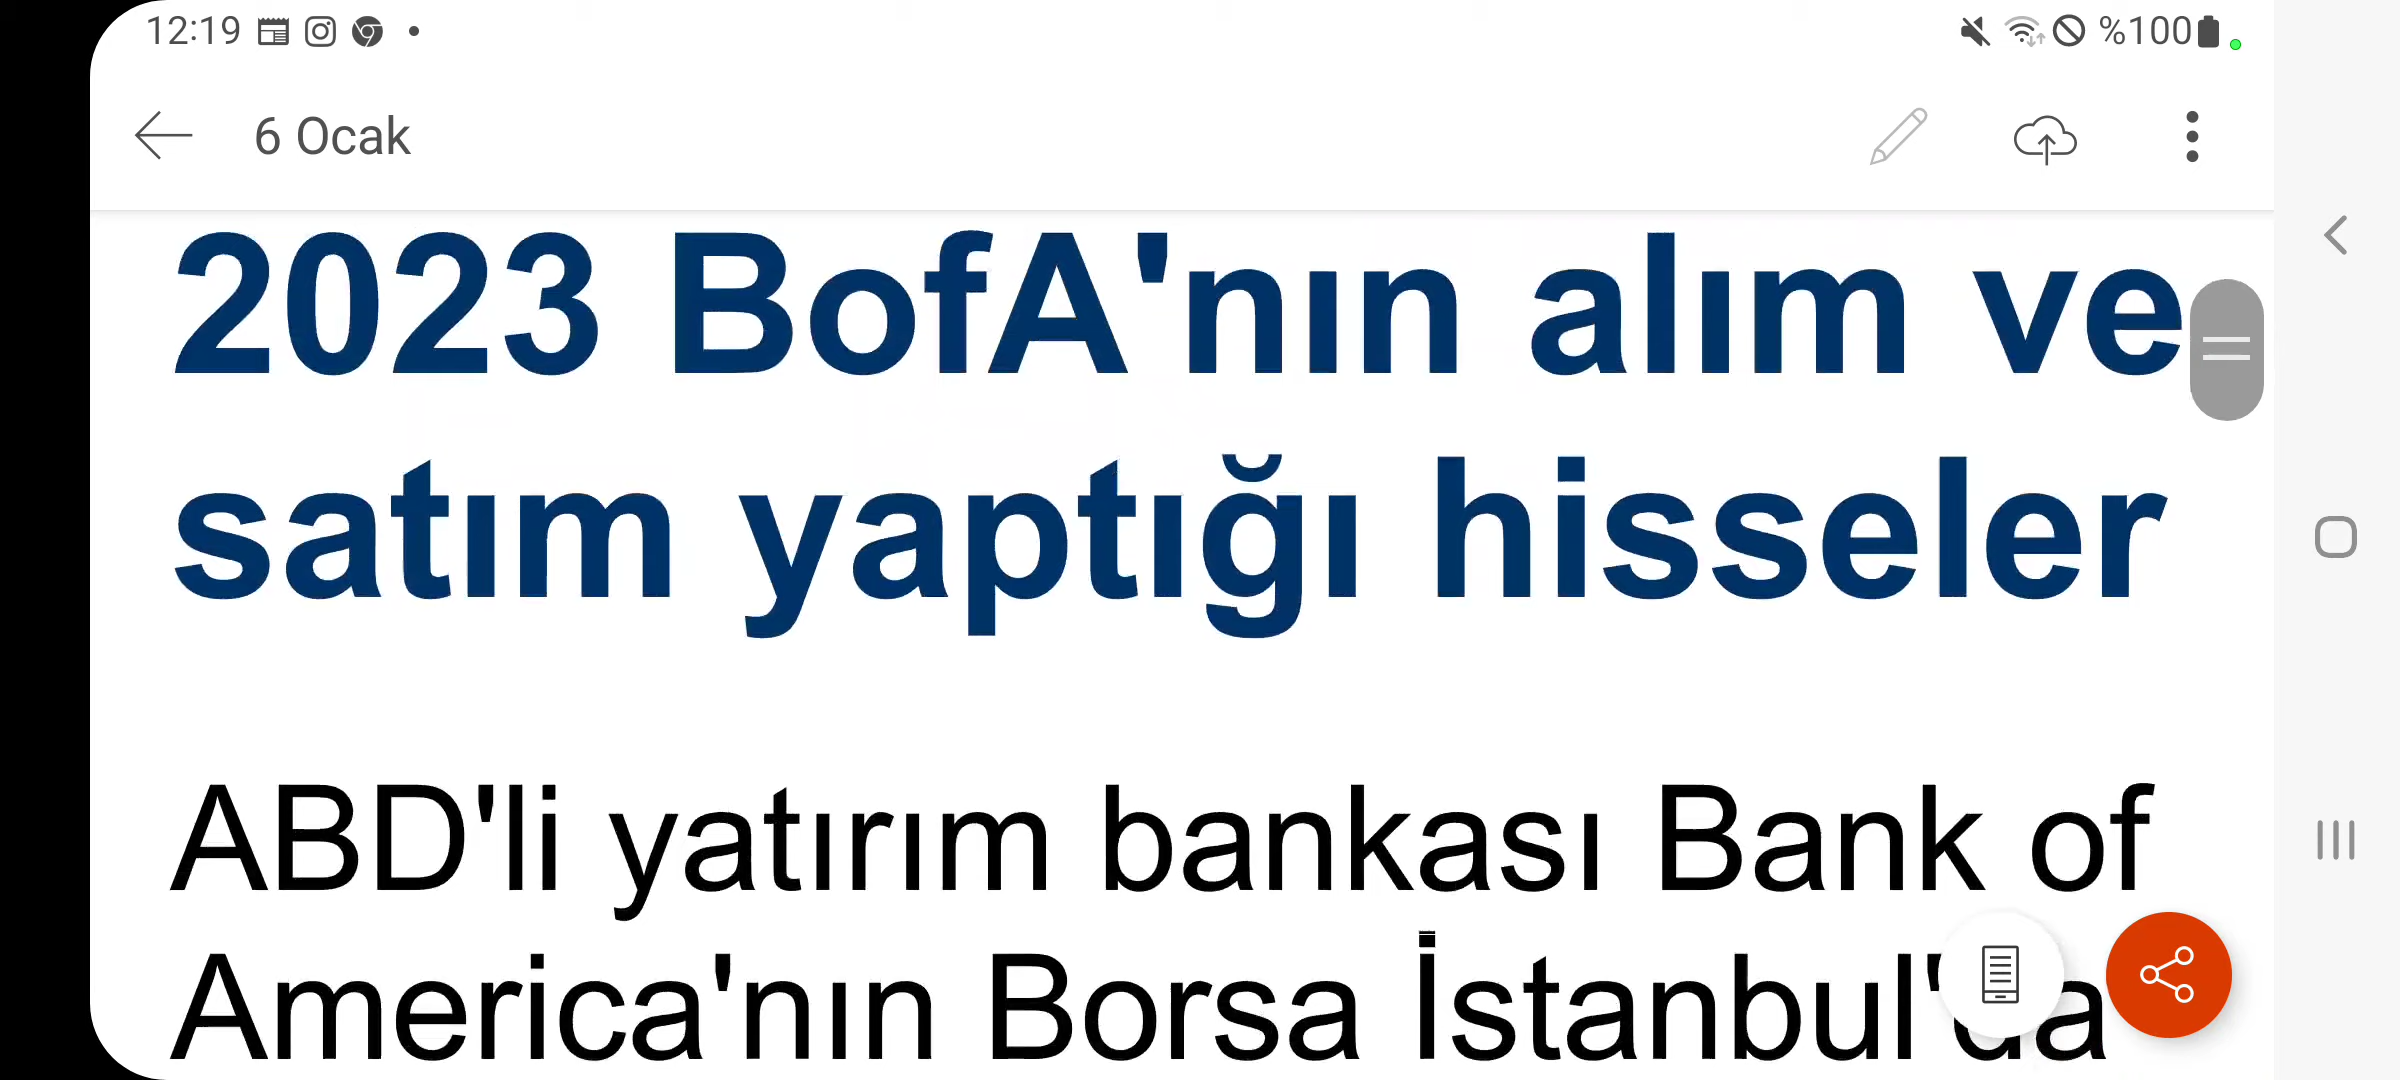 12:19
%100
6 Ocak
2023 BofA'nın alım ve
satım yaptığı hisseler
ABD'li yatırım bankası Bank of
America'nın Borsa İstanbul'da